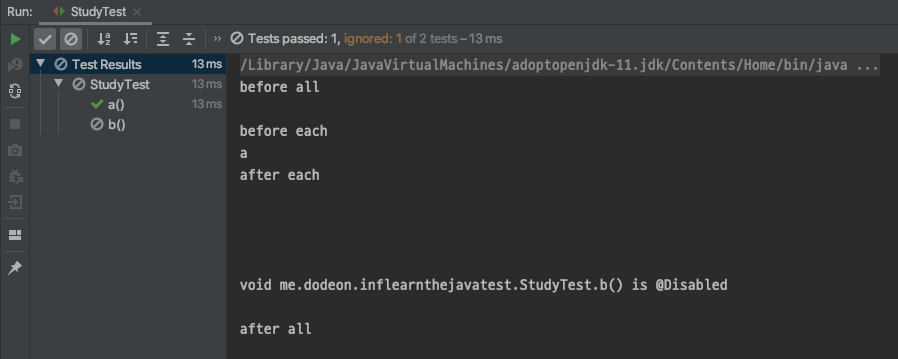 Run: StudyTest
Tests passed: 1, ignored: 1 of 2 tests – 13 ms
Test Results 13 ms
StudyTest 13 ms
a() 13 ms
b()
/Library/Java/JavaVirtualMachines/adoptopenjdk-11.jdk/Contents/Home/bin/java ...
before all
before each
a
after each
void me.dodeon.inflearnthejavatest.StudyTest.b() is @Disabled
after all